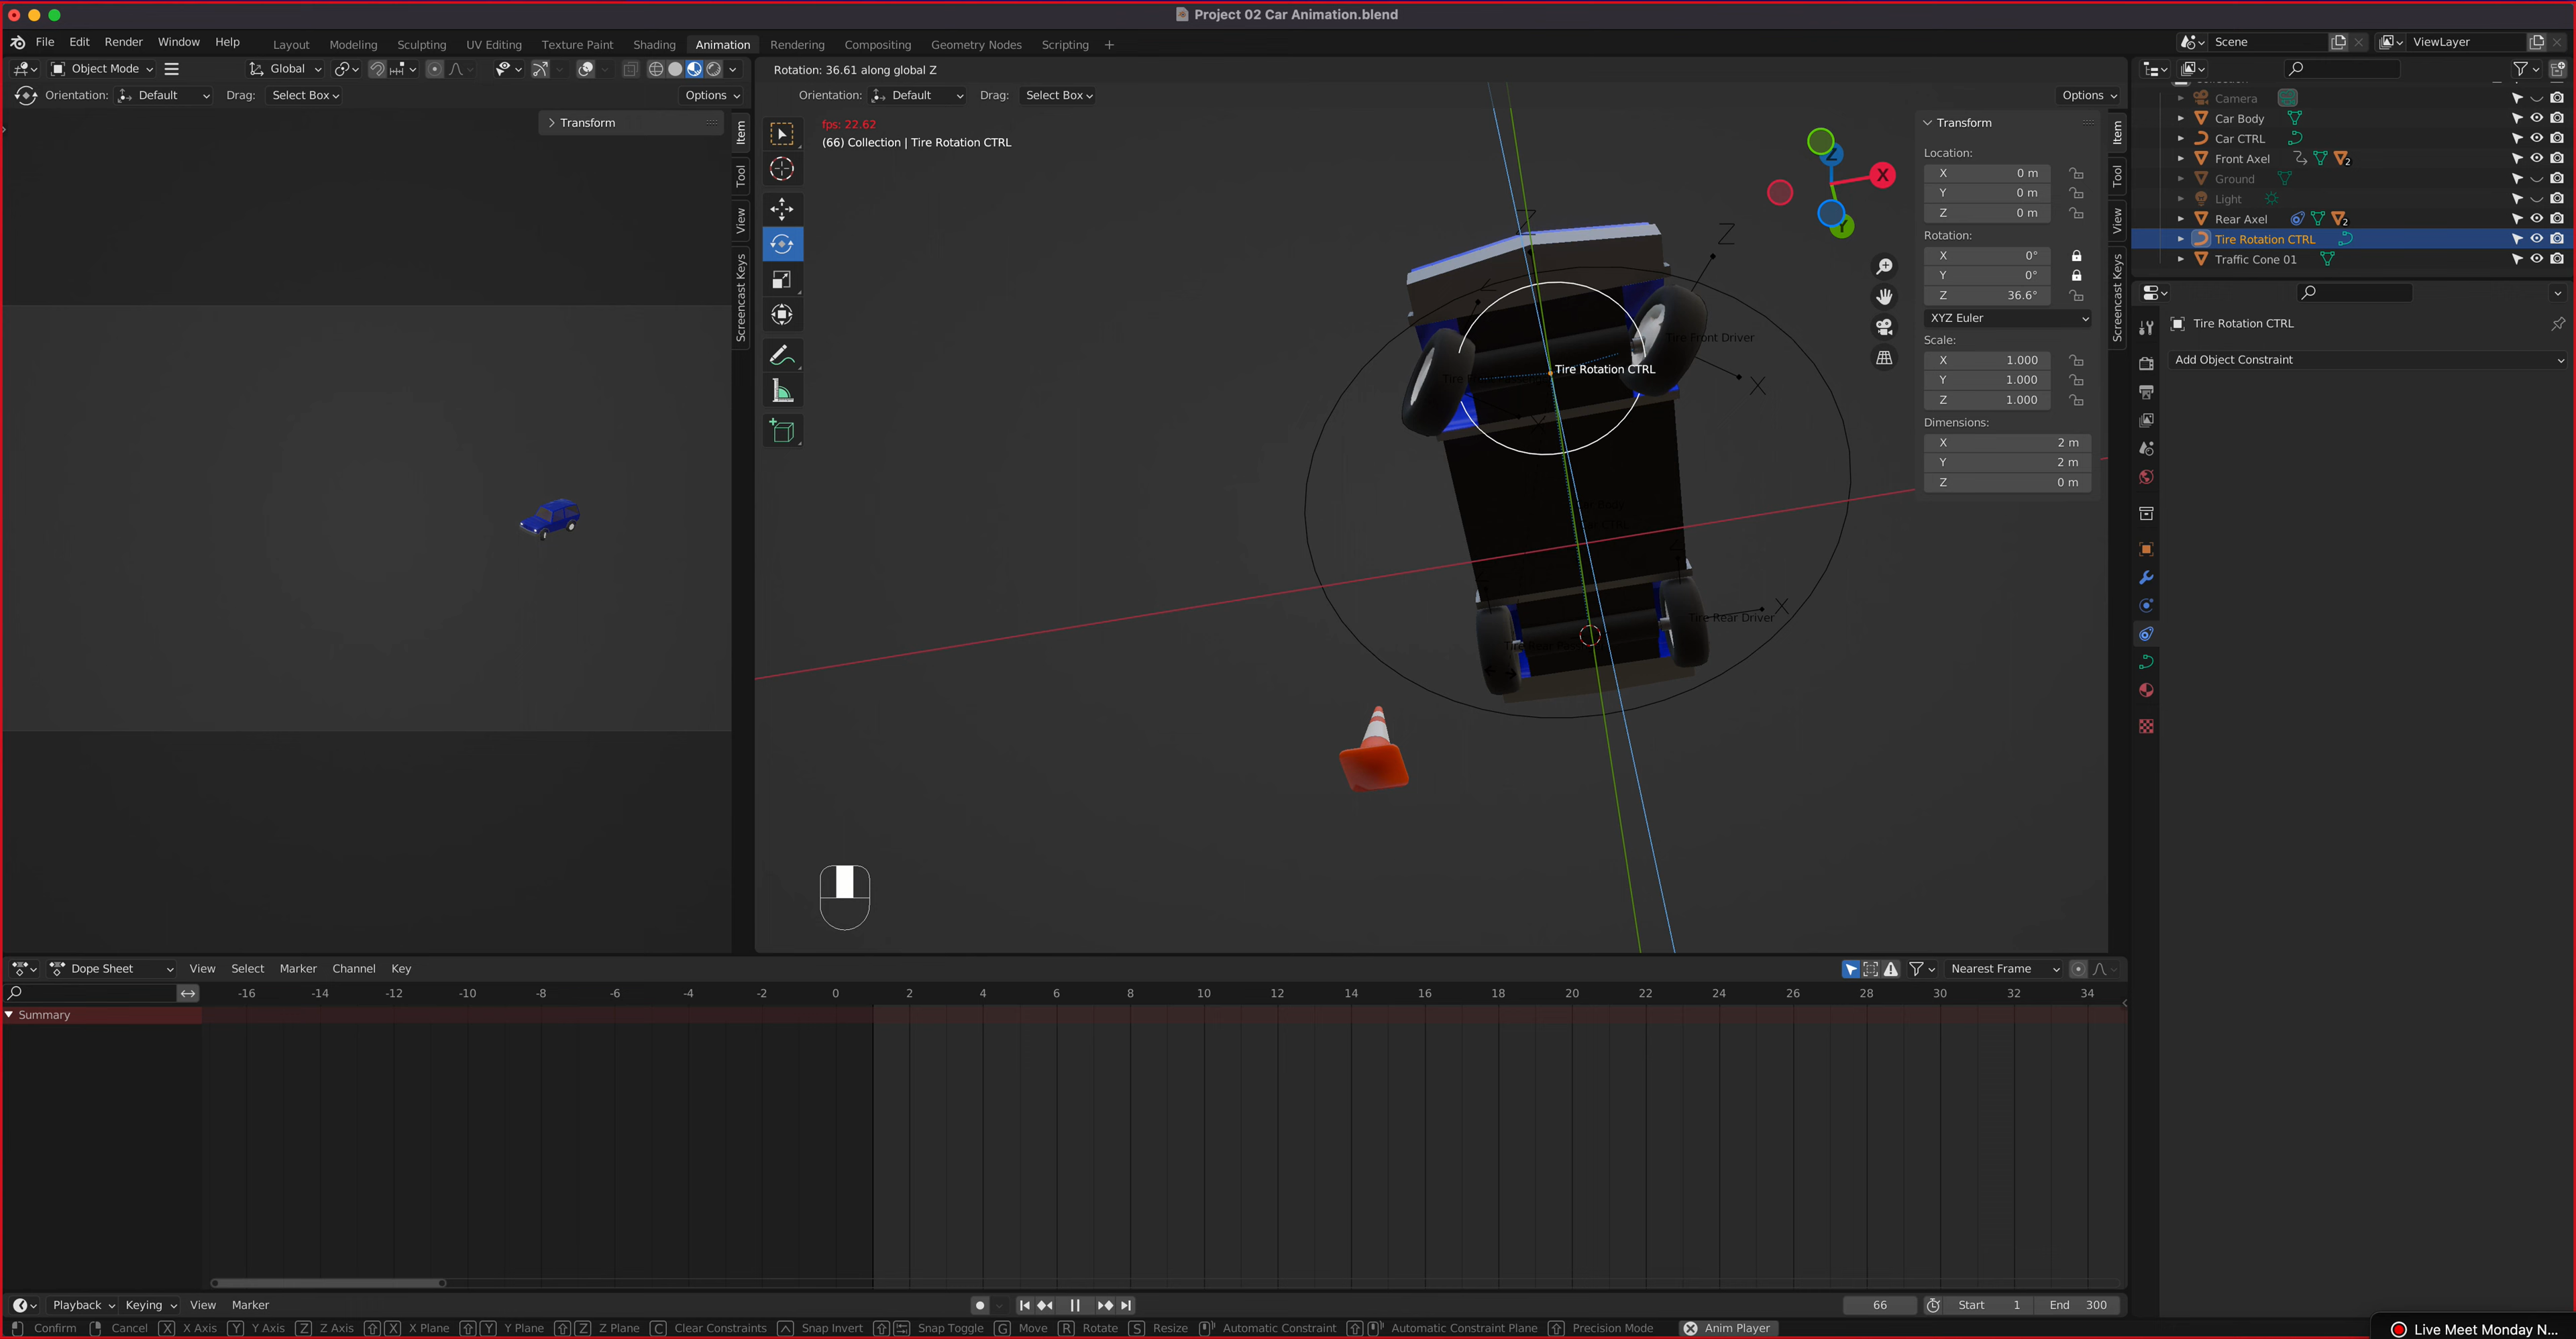 Project 02 Car Animation.blend
File Edit Render Window Help Layout Modeling Sculpting UV Editing Texture Paint Shading Animation Rendering Compositing Geometry Nodes Scripting + Scene ViewLayer
Object Mode Global Rotation: 36.61 along global Z
Orientation: Default Drag: Select Box Options Orientation: Default Drag: Select Box Options
Transform
Item
Tool
View
Screencast Keys
fps: 22.62
(66) Collection | Tire Rotation CTRL
Z
X
Y
Z
Z
X
Tire Front Driver
Tire Rotation CTRL
X
Tire Rear Driver
X
Transform
Location:
X 0 m
Y 0 m
Z 0 m
Rotation:
X 0°
Y 0°
Z 36.6°
XYZ Euler
Scale:
X 1.000
Y 1.000
Z 1.000
Dimensions:
X 2 m
Y 2 m
Z 0 m
Item
Tool
View
Screencast Keys
Camera
Car Body
Car CTRL
Front Axel 2
Ground
Light
Rear Axel 2
Tire Rotation CTRL
Traffic Cone 01
Tire Rotation CTRL
Add Object Constraint
Dope Sheet View Select Marker Channel Key Nearest Frame
-16 -14 -12 -10 -8 -6 -4 -2 0 2 4 6 8 10 12 14 16 18 20 22 24 26 28 30 32 34
Summary
Playback Keying View Marker 66 Start 1 End 300
Confirm Cancel X X Axis Y Y Axis Z Z Axis X X Plane Y Y Plane Z Z Plane C Clear Constraints Snap Invert Snap Toggle G Move R Rotate S Resize Automatic Constraint Automatic Constraint Plane Precision Mode Anim Player
Live Meet Monday N...